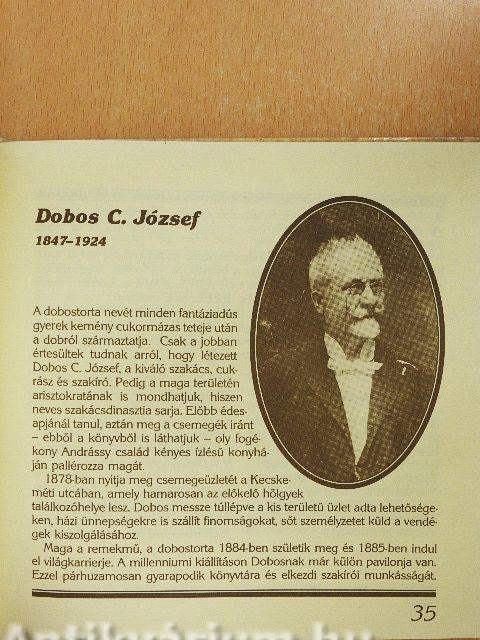 Dobos C. József
1847–1924
A dobostorta nevét minden fantáziadús
gyerek kemény cukormázas teteje után
a dobról származtatja. Csak a jobban
értesültek tudnak arról, hogy létezett
Dobos C. József, a kiváló szakács, cuk-
rász és szakíró. Pedig a maga területén
arisztokratának is mondhatjuk, hiszen
neves szakácsdinasztia sarja. Előbb édes-
apjánál tanul, aztán meg a csemegék iránt
– ebből a könyvből is láthatjuk – oly fogé-
kony Andrássy család kényes ízlésű konyhá-
ján pallérozza magát.
1878-ban nyitja meg csemegeüzletét a Kecske-
méti utcában, amely hamarosan az előkelő hölgyek
találkozóhelye lesz. Dobos messze túllépve a kis területű üzlet adta lehetősége-
ken, házi ünnepségekre is szállít finomságokat, sőt személyzetet küld a vendé-
gek kiszolgálásához.
Maga a remekmű, a dobostorta 1884-ben születik meg és 1885-ben indul
el világkarrierje. A millenniumi kiállításon Dobosnak már külön pavilonja van.
Ezzel párhuzamosan gyarapodik könyvtára és elkezdi szakírói munkásságát.
35
Antikvarium.hu